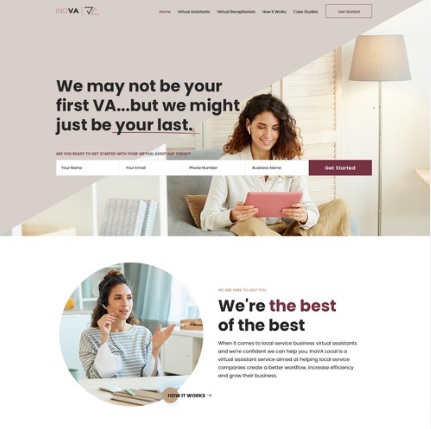 INOVA
Home Virtual Assistants Virtual Receptionists How It Works Case Studies Get Started
We may not be your
first VA...but we might
just be your last.
ARE YOU READY TO GET STARTED WITH YOUR VIRTUAL ASSISTANT TODAY?
Your Name Your Email Phone Number Business Name Get Started
WE ARE HERE TO HELP YOU
We're the best
of the best
When it comes to local service business virtual assistants
and we're confident we can help you. InoVA Local is a
virtual assistant service aimed at helping local service
companies create a better workflow, increase efficiency
and grow their business.
HOW IT WORKS →